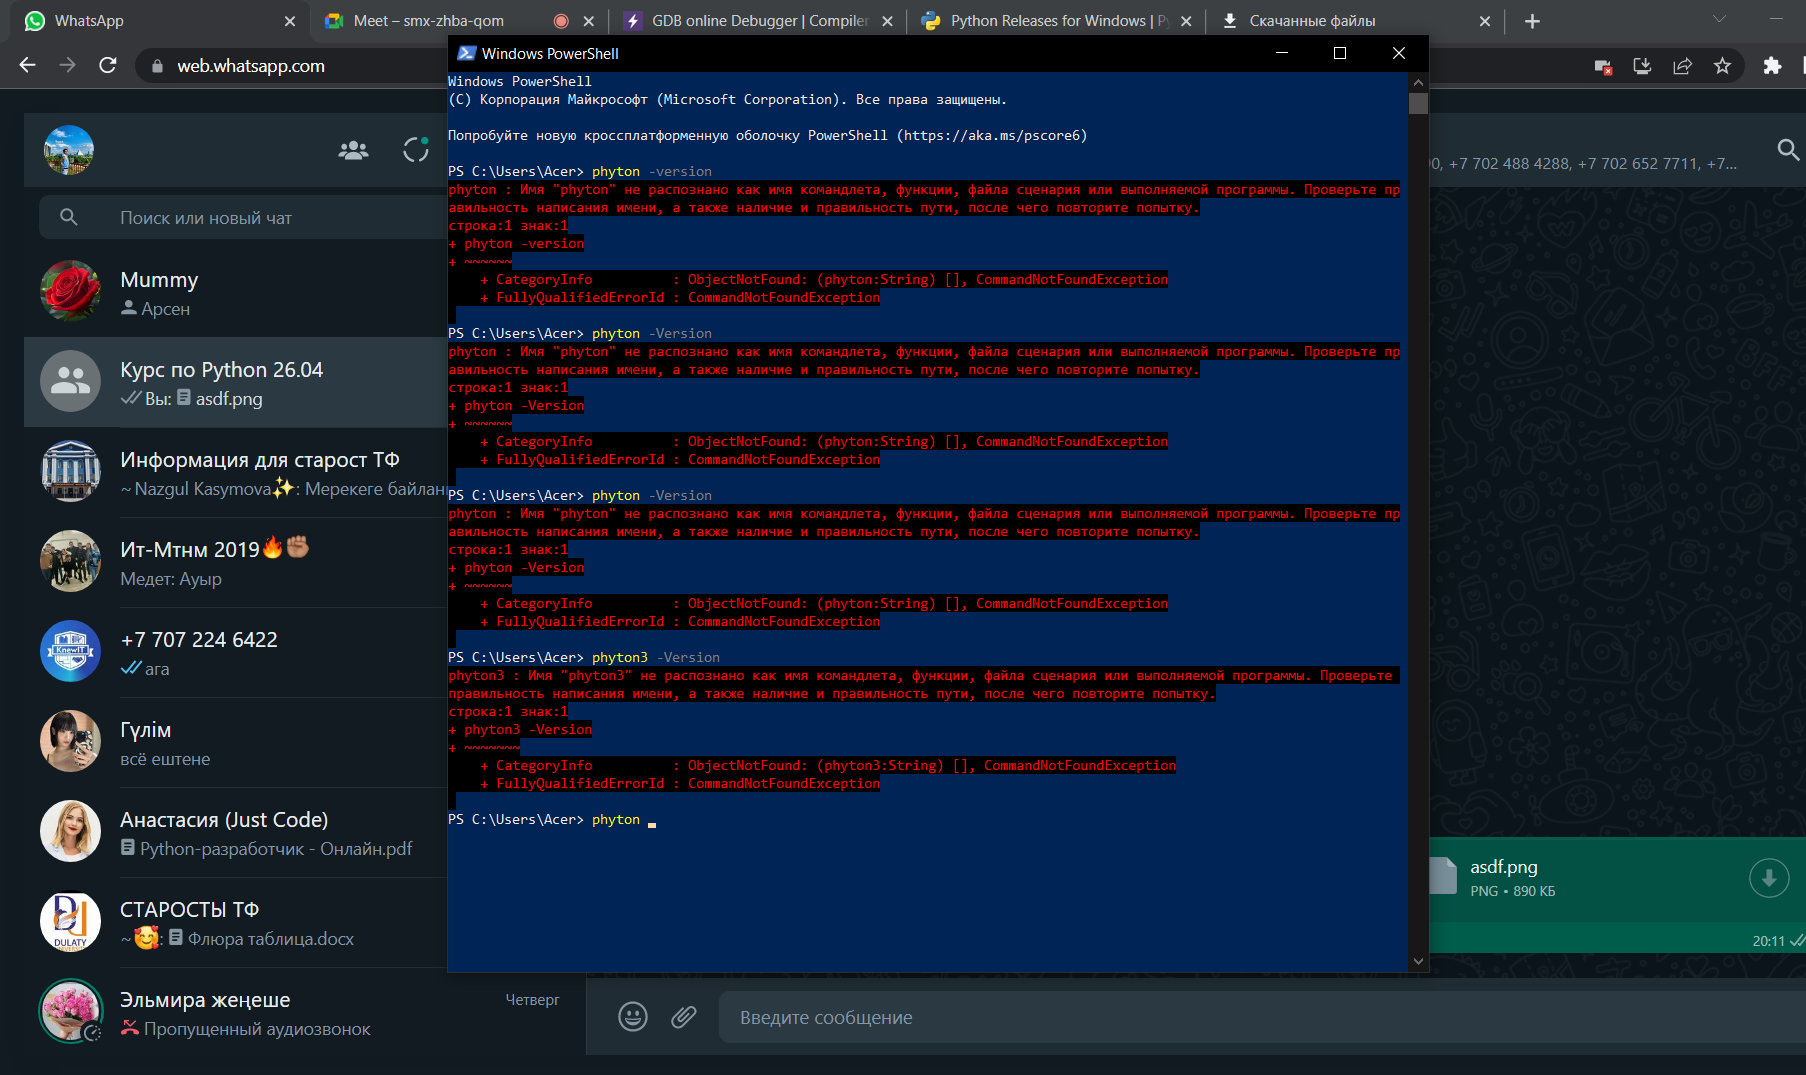 WhatsApp
Meet – smx-zhba-qom
GDB online Debugger | Compiler
Python Releases for Windows |
Скачанные файлы
web.whatsapp.com
Windows PowerShell
Windows PowerShell
(C) Корпорация Майкрософт (Microsoft Corporation). Все права защищены.
Попробуйте новую кроссплатформенную оболочку PowerShell (https://aka.ms/pscore6)
PS C:\Users\Acer> phyton -version
phyton : Имя "phyton" не распознано как имя командлета, функции, файла сценария или выполняемой программы. Проверьте пр
авильность написания имени, а также наличие и правильность пути, после чего повторите попытку.
строка:1 знак:1
+ phyton -version
+ ~~~~~~
+ CategoryInfo : ObjectNotFound: (phyton:String) [], CommandNotFoundException
+ FullyQualifiedErrorId : CommandNotFoundException
PS C:\Users\Acer> phyton -Version
phyton : Имя "phyton" не распознано как имя командлета, функции, файла сценария или выполняемой программы. Проверьте пр
авильность написания имени, а также наличие и правильность пути, после чего повторите попытку.
строка:1 знак:1
+ phyton -Version
+ ~~~~~~
+ CategoryInfo : ObjectNotFound: (phyton:String) [], CommandNotFoundException
+ FullyQualifiedErrorId : CommandNotFoundException
PS C:\Users\Acer> phyton -Version
phyton : Имя "phyton" не распознано как имя командлета, функции, файла сценария или выполняемой программы. Проверьте пр
авильность написания имени, а также наличие и правильность пути, после чего повторите попытку.
строка:1 знак:1
+ phyton -Version
+ ~~~~~~
+ CategoryInfo : ObjectNotFound: (phyton:String) [], CommandNotFoundException
+ FullyQualifiedErrorId : CommandNotFoundException
PS C:\Users\Acer> phyton3 -Version
phyton3 : Имя "phyton3" не распознано как имя командлета, функции, файла сценария или выполняемой программы. Проверьте
правильность написания имени, а также наличие и правильность пути, после чего повторите попытку.
строка:1 знак:1
+ phyton3 -Version
+ ~~~~~~~
+ CategoryInfo : ObjectNotFound: (phyton3:String) [], CommandNotFoundException
+ FullyQualifiedErrorId : CommandNotFoundException
PS C:\Users\Acer> phyton
Поиск или новый чат
Mummy
Арсен
Курс по Python 26.04
Вы: asdf.png
Информация для старост ТФ
~ Nazgul Kasymova✨: Мерекеге байлан
Ит-Мтнм 2019🔥✊🏽
Медет: Ауыр
+7 707 224 6422
ага
KnewIT
Гүлім
всё ештене
Анастасия (Just Code)
Python-разработчик - Онлайн.pdf
СТАРОСТЫ ТФ
~🥰: Флюра таблица.docx
DULATY
Эльмира жеңеше
Четверг
Пропущенный аудиозвонок
0, +7 702 488 4288, +7 702 652 7711, +7...
asdf.png
PNG • 890 КБ
20:11
Введите сообщение